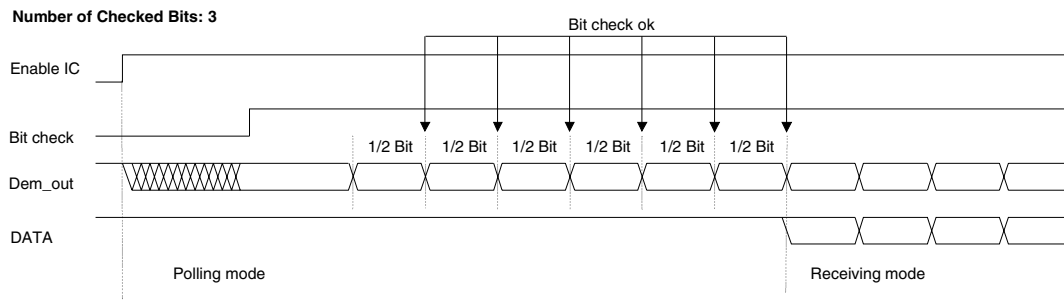 Number of Checked Bits: 3
Bit check ok
Enable IC
Bit check
1/2 Bit 1/2 Bit 1/2 Bit 1/2 Bit 1/2 Bit 1/2 Bit
Dem_out
DATA
Polling mode Receiving mode